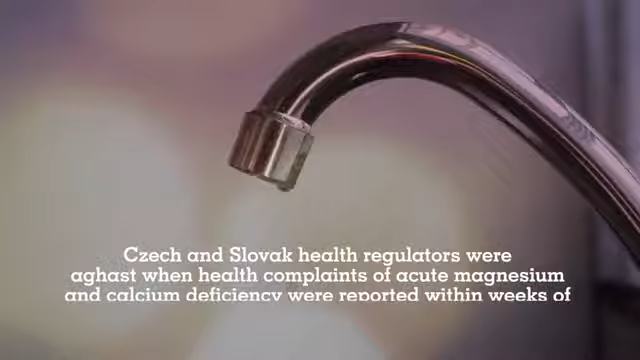 Czech and Slovak health regulators were
aghast when health complaints of acute magnesium
and calcium deficiency were reported within weeks of